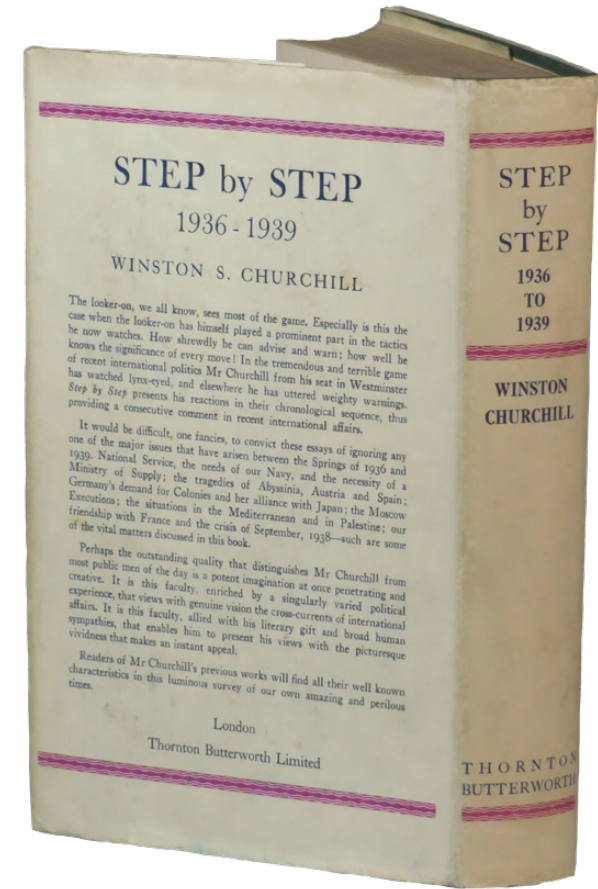 STEP by STEP
1936 - 1939
WINSTON S. CHURCHILL
The looker-on, we all know, sees most of the game. Especially is this the
case when the looker-on has himself played a prominent part in the tactics
he now watches. How shrewdly he can advise and warn; how well he
knows the significance of every move! In the tremendous and terrible game
of recent international politics Mr Churchill from his seat in Westminster
has watched lynx-eyed, and elsewhere he has uttered weighty warnings.
Step by Step presents his reactions in their chronological sequence, thus
providing a consecutive comment in recent international affairs.
It would be difficult, one fancies, to convict these essays of ignoring any
one of the major issues that have arisen between the Springs of 1936 and
1939. National Service, the needs of our Navy, and the necessity of a
Ministry of Supply; the tragedies of Abyssinia, Austria and Spain;
Germany's demand for Colonies and her alliance with Japan; the Moscow
Executions; the situations in the Mediterranean and in Palestine; our
friendship with France and the crisis of September, 1938—such are some
of the vital matters discussed in this book.
Perhaps the outstanding quality that distinguishes Mr Churchill from
most public men of the day is a potent imagination at once penetrating and
creative. It is this faculty, enriched by a singularly varied political
experience, that views with genuine vision the cross-currents of international
affairs. It is this faculty, allied with his literary gift and broad human
sympathies, that enables him to present his views with the picturesque
vividness that makes an instant appeal.
Readers of Mr Churchill's previous works will find all their well known
characteristics in this luminous survey of our own amazing and perilous
times.
London
Thornton Butterworth Limited
STEP
by
STEP
1936
TO
1939
WINSTON
CHURCHILL
THORNTON
BUTTERWORTH